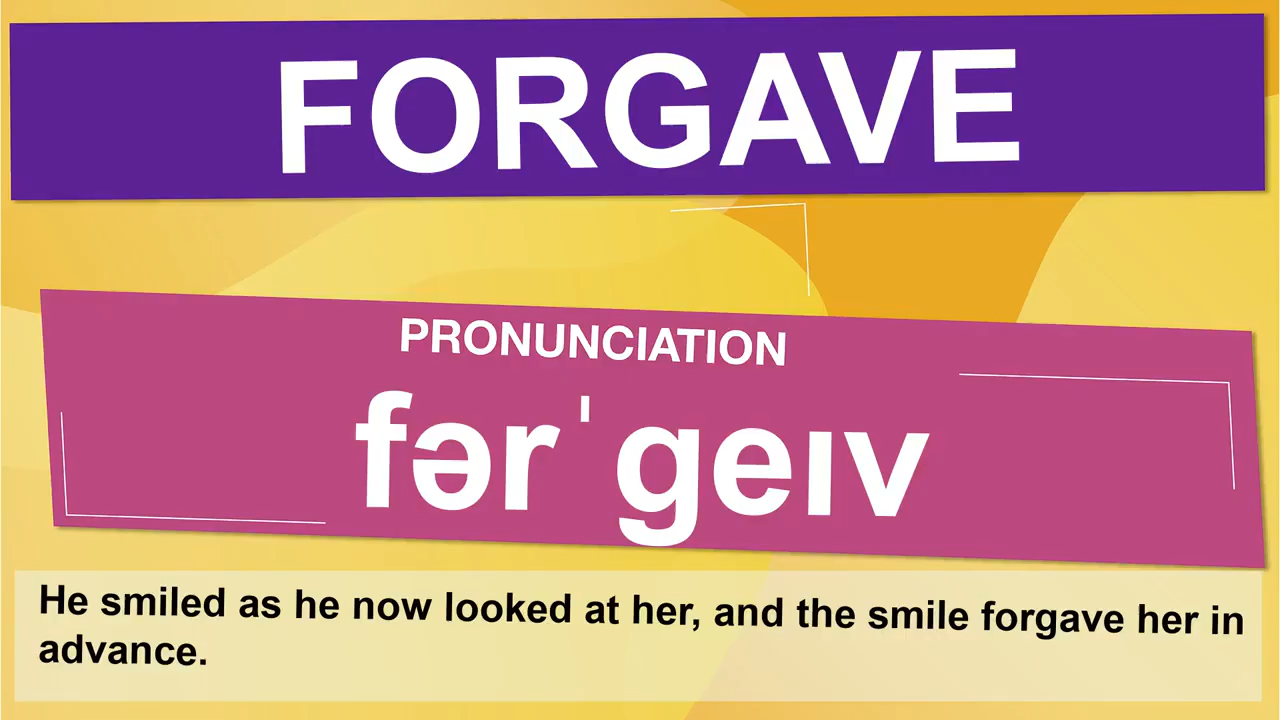 FORGAVE
PRONUNCIATION
fərˈgeɪv
He smiled as he now looked at her, and the smile forgave her in
advance.